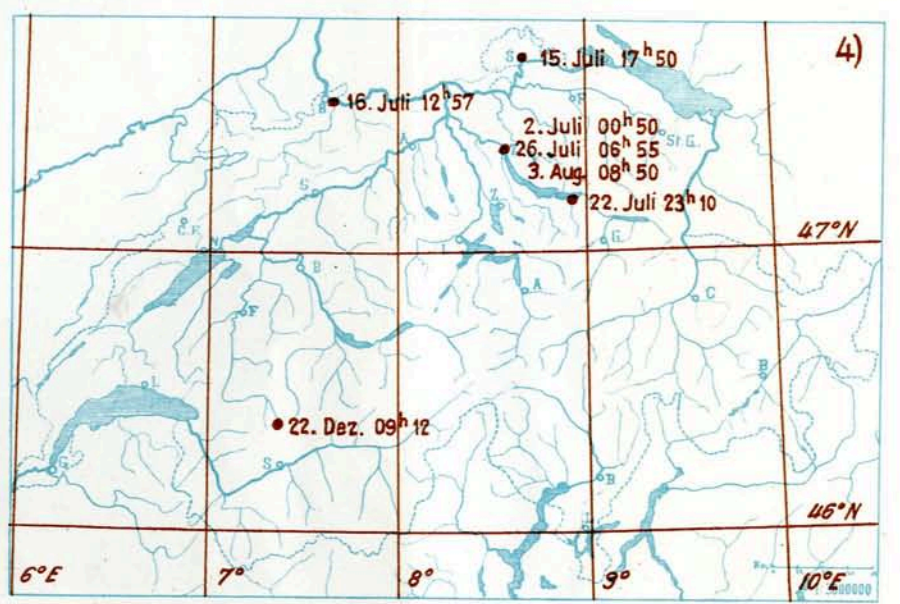 4)
S 15. Juli 17ʰ50
B 16. Juli 12ʰ57
F
2. Juli 00ʰ50
26. Juli 06ʰ55
3. Aug. 08ʰ50
St.G.
A
S
Z
22. Juli 23ʰ10
C.F.
N
L
G
47°N
B
A
C
F
B
L
22. Dez. 09ʰ12
S
G
B
46°N
6°E 7° 8° 9° 10°E